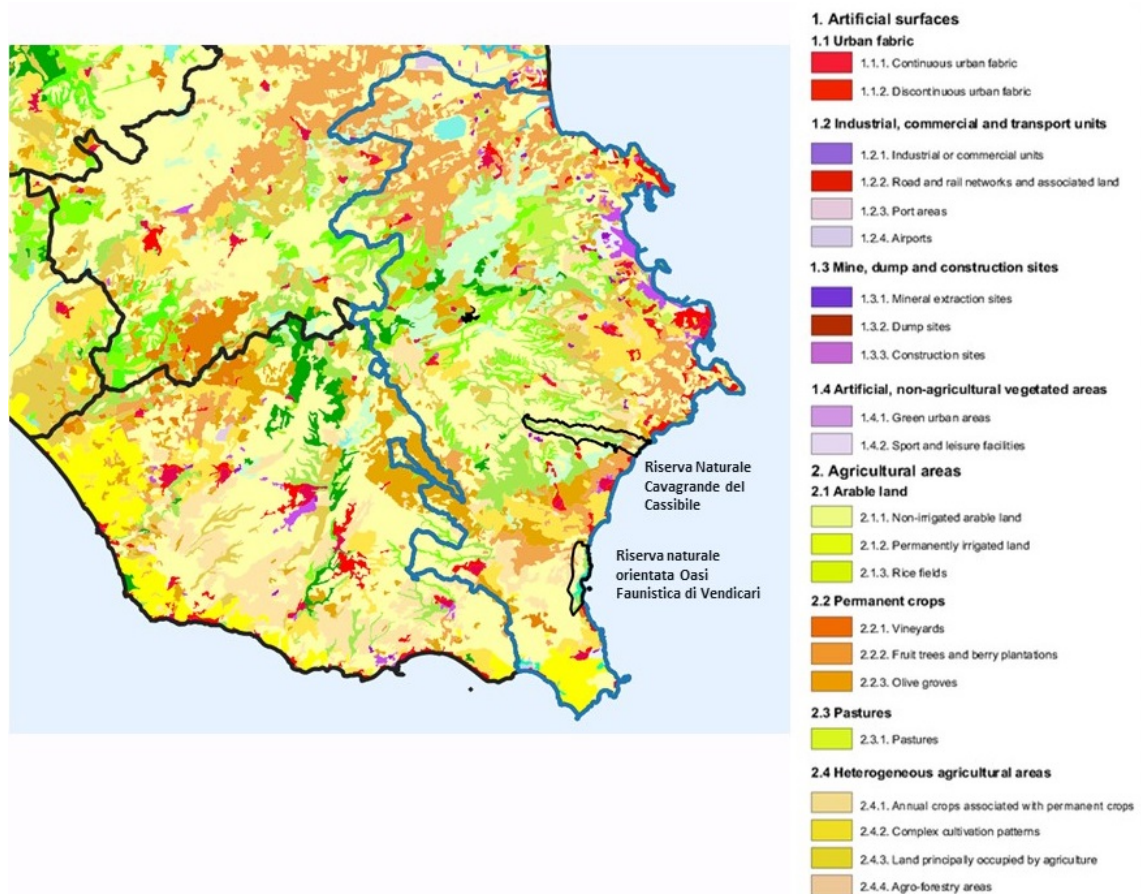 Riserva Naturale
Cavagrande del
Cassibile
Riserva naturale
orientata Oasi
Faunistica di Vendicari
1. Artificial surfaces
1.1 Urban fabric
1.1.1. Continuous urban fabric
1.1.2. Discontinuous urban fabric
1.2 Industrial, commercial and transport units
1.2.1. Industrial or commercial units
1.2.2. Road and rail networks and associated land
1.2.3. Port areas
1.2.4. Airports
1.3 Mine, dump and construction sites
1.3.1. Mineral extraction sites
1.3.2. Dump sites
1.3.3. Construction sites
1.4 Artificial, non-agricultural vegetated areas
1.4.1. Green urban areas
1.4.2. Sport and leisure facilities
2. Agricultural areas
2.1 Arable land
2.1.1. Non-irrigated arable land
2.1.2. Permanently irrigated land
2.1.3. Rice fields
2.2 Permanent crops
2.2.1. Vineyards
2.2.2. Fruit trees and berry plantations
2.2.3. Olive groves
2.3 Pastures
2.3.1. Pastures
2.4 Heterogeneous agricultural areas
2.4.1. Annual crops associated with permanent crops
2.4.2. Complex cultivation patterns
2.4.3. Land principally occupied by agriculture
2.4.4. Agro-forestry areas